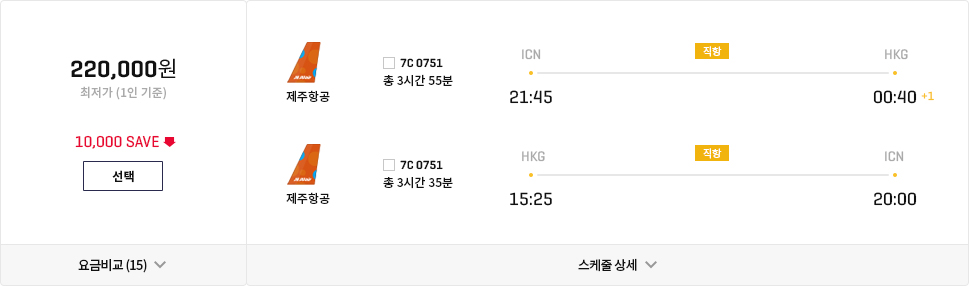 220,000원
최저가 (1인 기준)
10,000 SAVE
선택
요금비교 (15)
제주항공
7C 0751
총 3시간 55분
ICN
직항
HKG
21:45
00:40 +1
제주항공
7C 0751
총 3시간 35분
HKG
직항
ICN
15:25
20:00
스케줄 상세